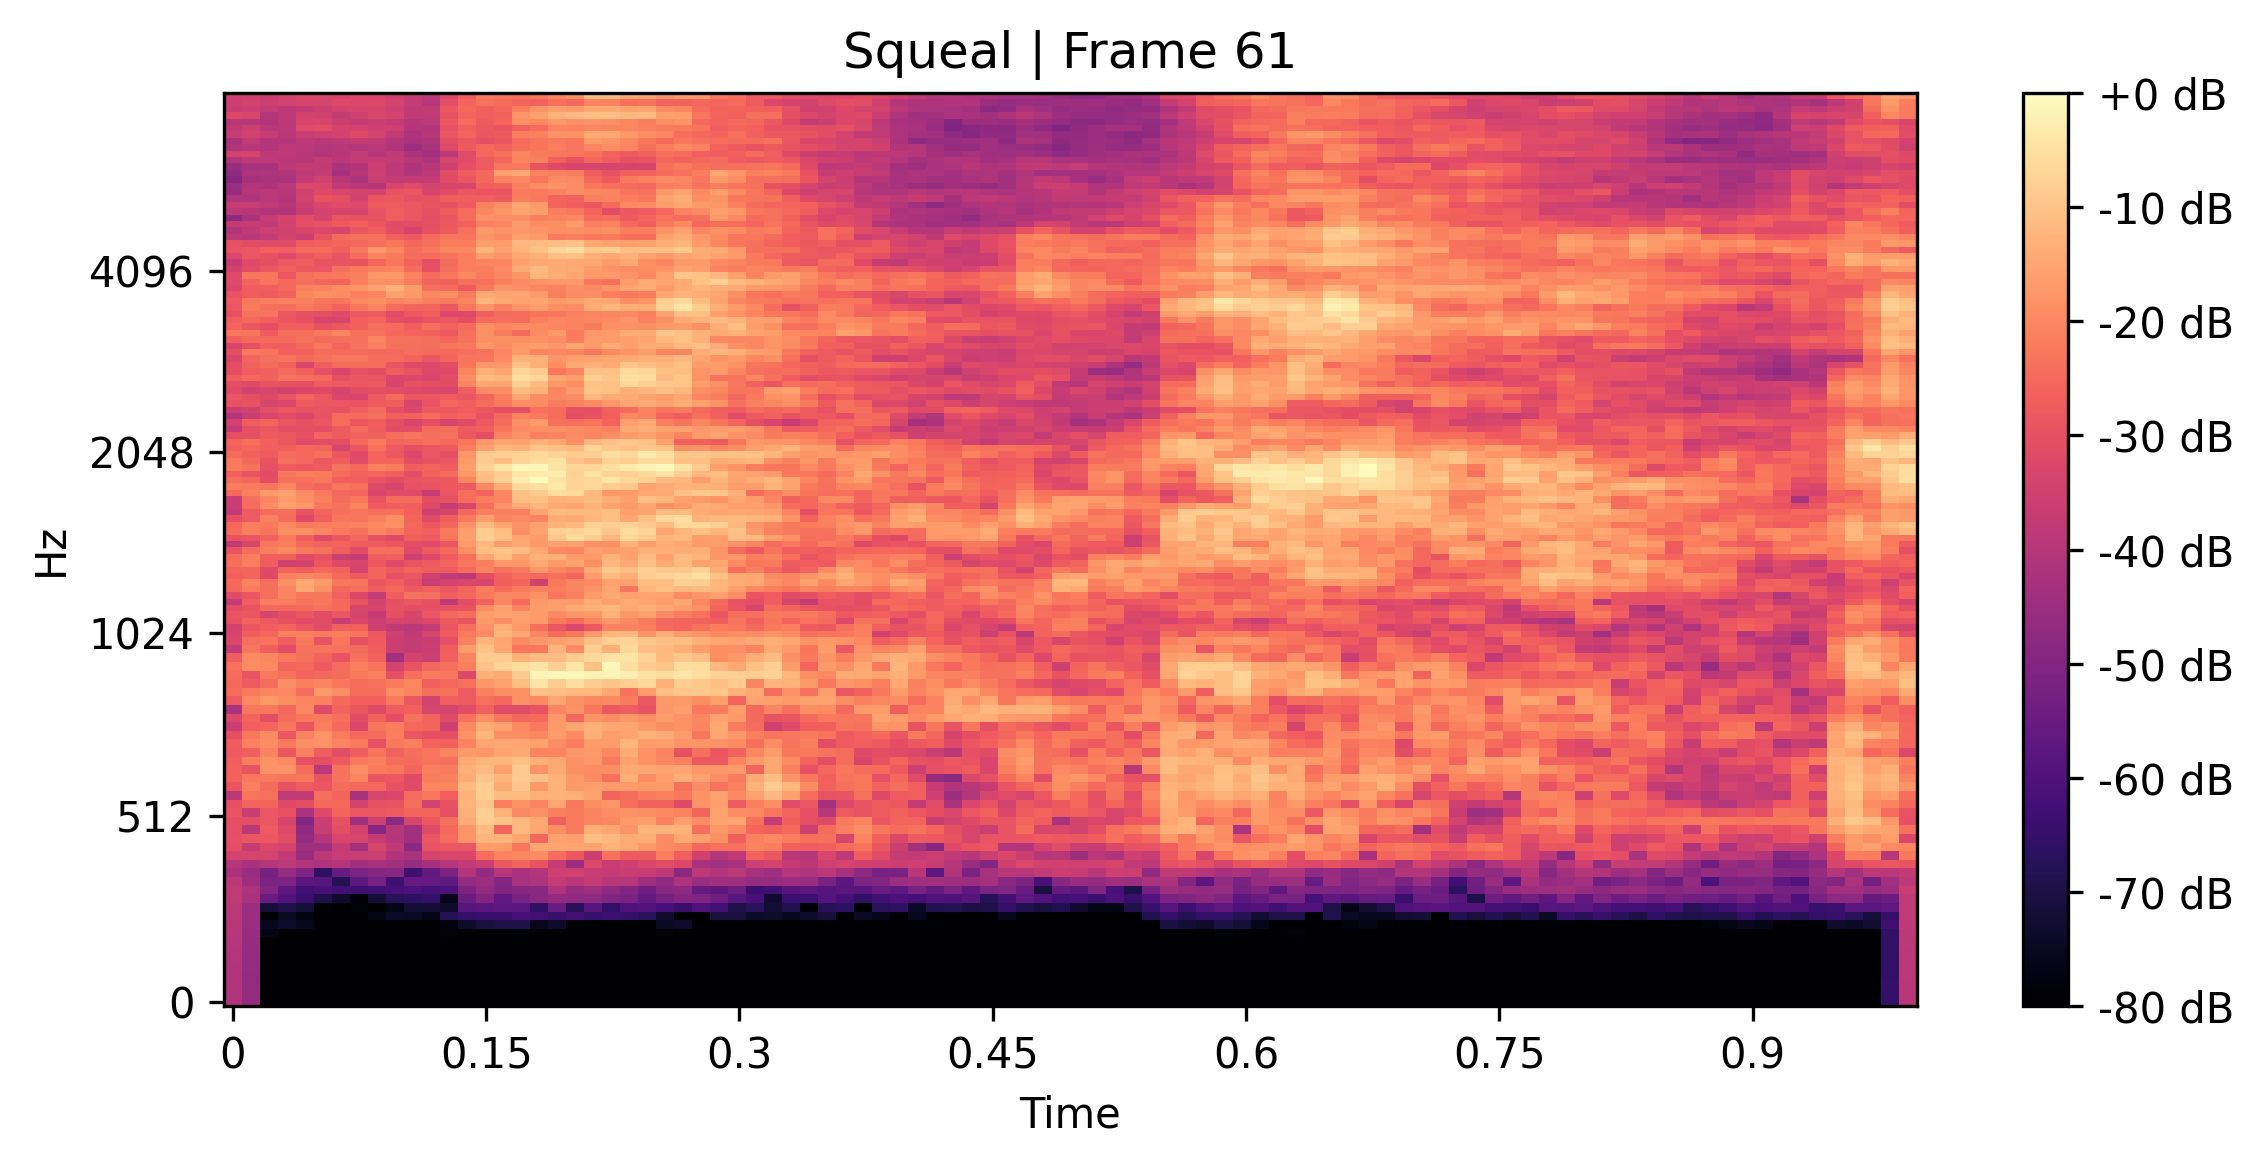 Squeal | Frame 61
Hz
4096
2048
1024
512
0
0 0.15 0.3 0.45 0.6 0.75 0.9
Time
+0 dB
-10 dB
-20 dB
-30 dB
-40 dB
-50 dB
-60 dB
-70 dB
-80 dB